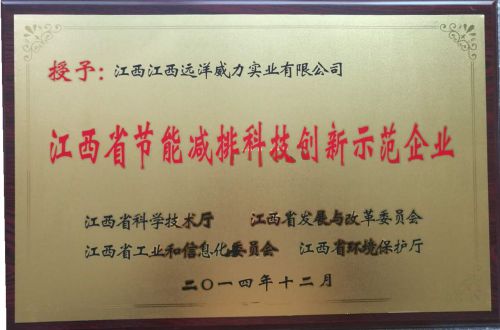 授予：江西江西远洋威力实业有限公司
江西省节能减排科技创新示范企业
江西省科学技术厅 江西省发展与改革委员会
江西省工业和信息化委员会 江西省环境保护厅
二〇一四年十二月